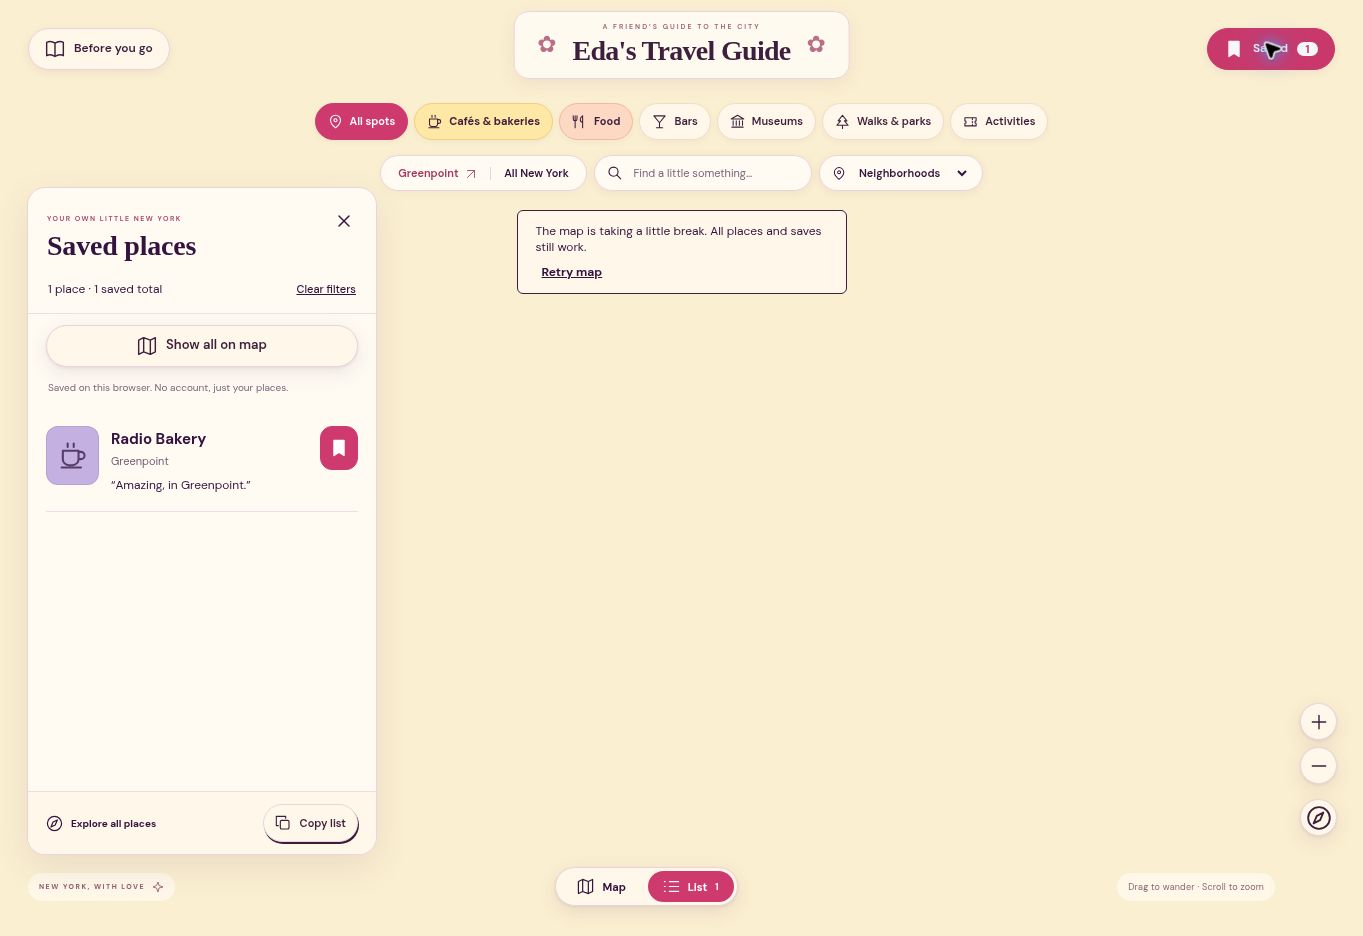 Before you go
A FRIEND'S GUIDE TO THE CITY
Eda's Travel Guide
1
All spots
Cafés & bakeries
Food
Bars
Museums
Walks & parks
Activities
Greenpoint
All New York
Find a little something...
Neighborhoods
YOUR OWN LITTLE NEW YORK
Saved places
1 place · 1 saved total
Clear filters
Show all on map
Saved on this browser. No account, just your places.
Radio Bakery
Greenpoint
“Amazing, in Greenpoint.”
Explore all places
Copy list
The map is taking a little break. All places and saves
still work.
Retry map
NEW YORK, WITH LOVE
Map
List 1
Drag to wander · Scroll to zoom